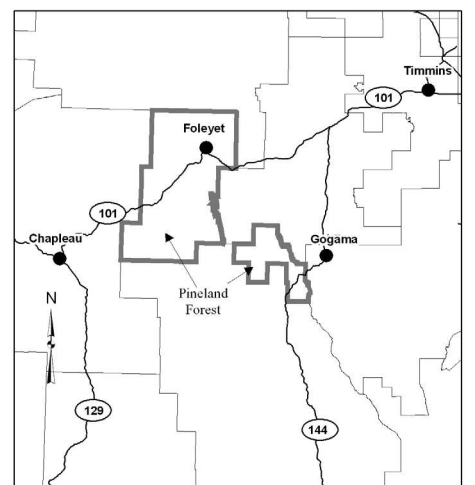 Timmins
101
Foleyet
101
Chapleau
Gogama
Pineland
Forest
N
129
144